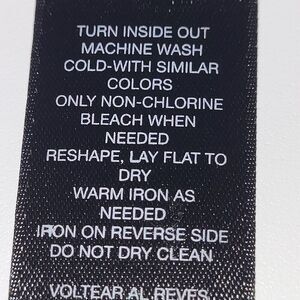 TURN INSIDE OUT
MACHINE WASH
COLD-WITH SIMILAR
COLORS
ONLY NON-CHLORINE
BLEACH WHEN
NEEDED
RESHAPE, LAY FLAT TO
DRY
WARM IRON AS
NEEDED
IRON ON REVERSE SIDE
DO NOT DRY CLEAN
VOLTEAR AL REVES